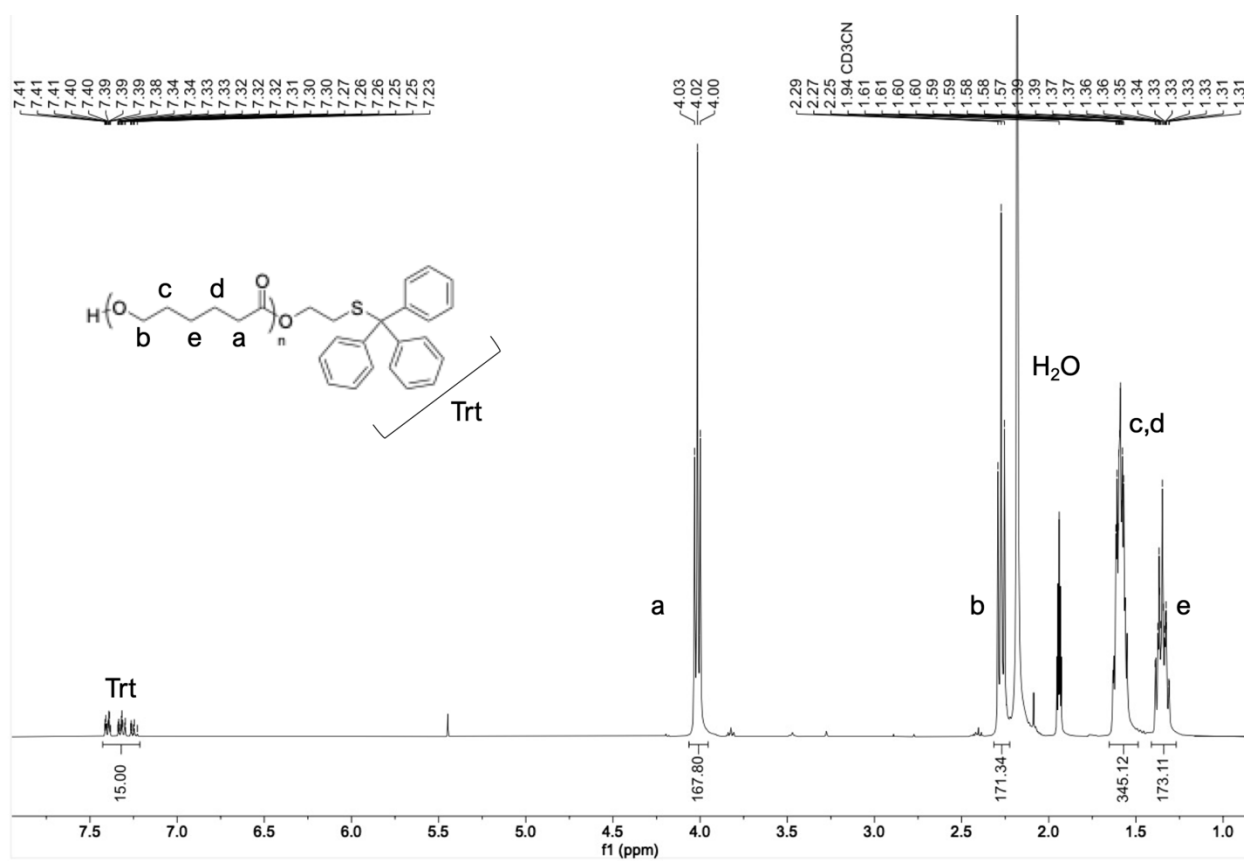 7.41
7.41
7.41
7.40
7.40
7.39
7.39
7.39
7.38
7.34
7.34
7.33
7.33
7.32
7.32
7.32
7.31
7.30
7.30
7.27
7.26
7.26
7.25
7.25
7.23
4.03
4.02
4.00
2.29
2.27
2.25
1.94 CD3CN
1.61
1.61
1.60
1.60
1.59
1.59
1.58
1.58
1.57
1.39
1.39
1.37
1.37
1.36
1.36
1.35
1.34
1.33
1.33
1.33
1.31
1.31
H
O
c
d
O
b
e
a
n
O
S
Trt
H2O
c,d
a
b
e
Trt
15.00
167.80
171.34
345.12
173.11
7.5 7.0 6.5 6.0 5.5 5.0 4.5 4.0 3.5 3.0 2.5 2.0 1.5 1.0
f1 (ppm)